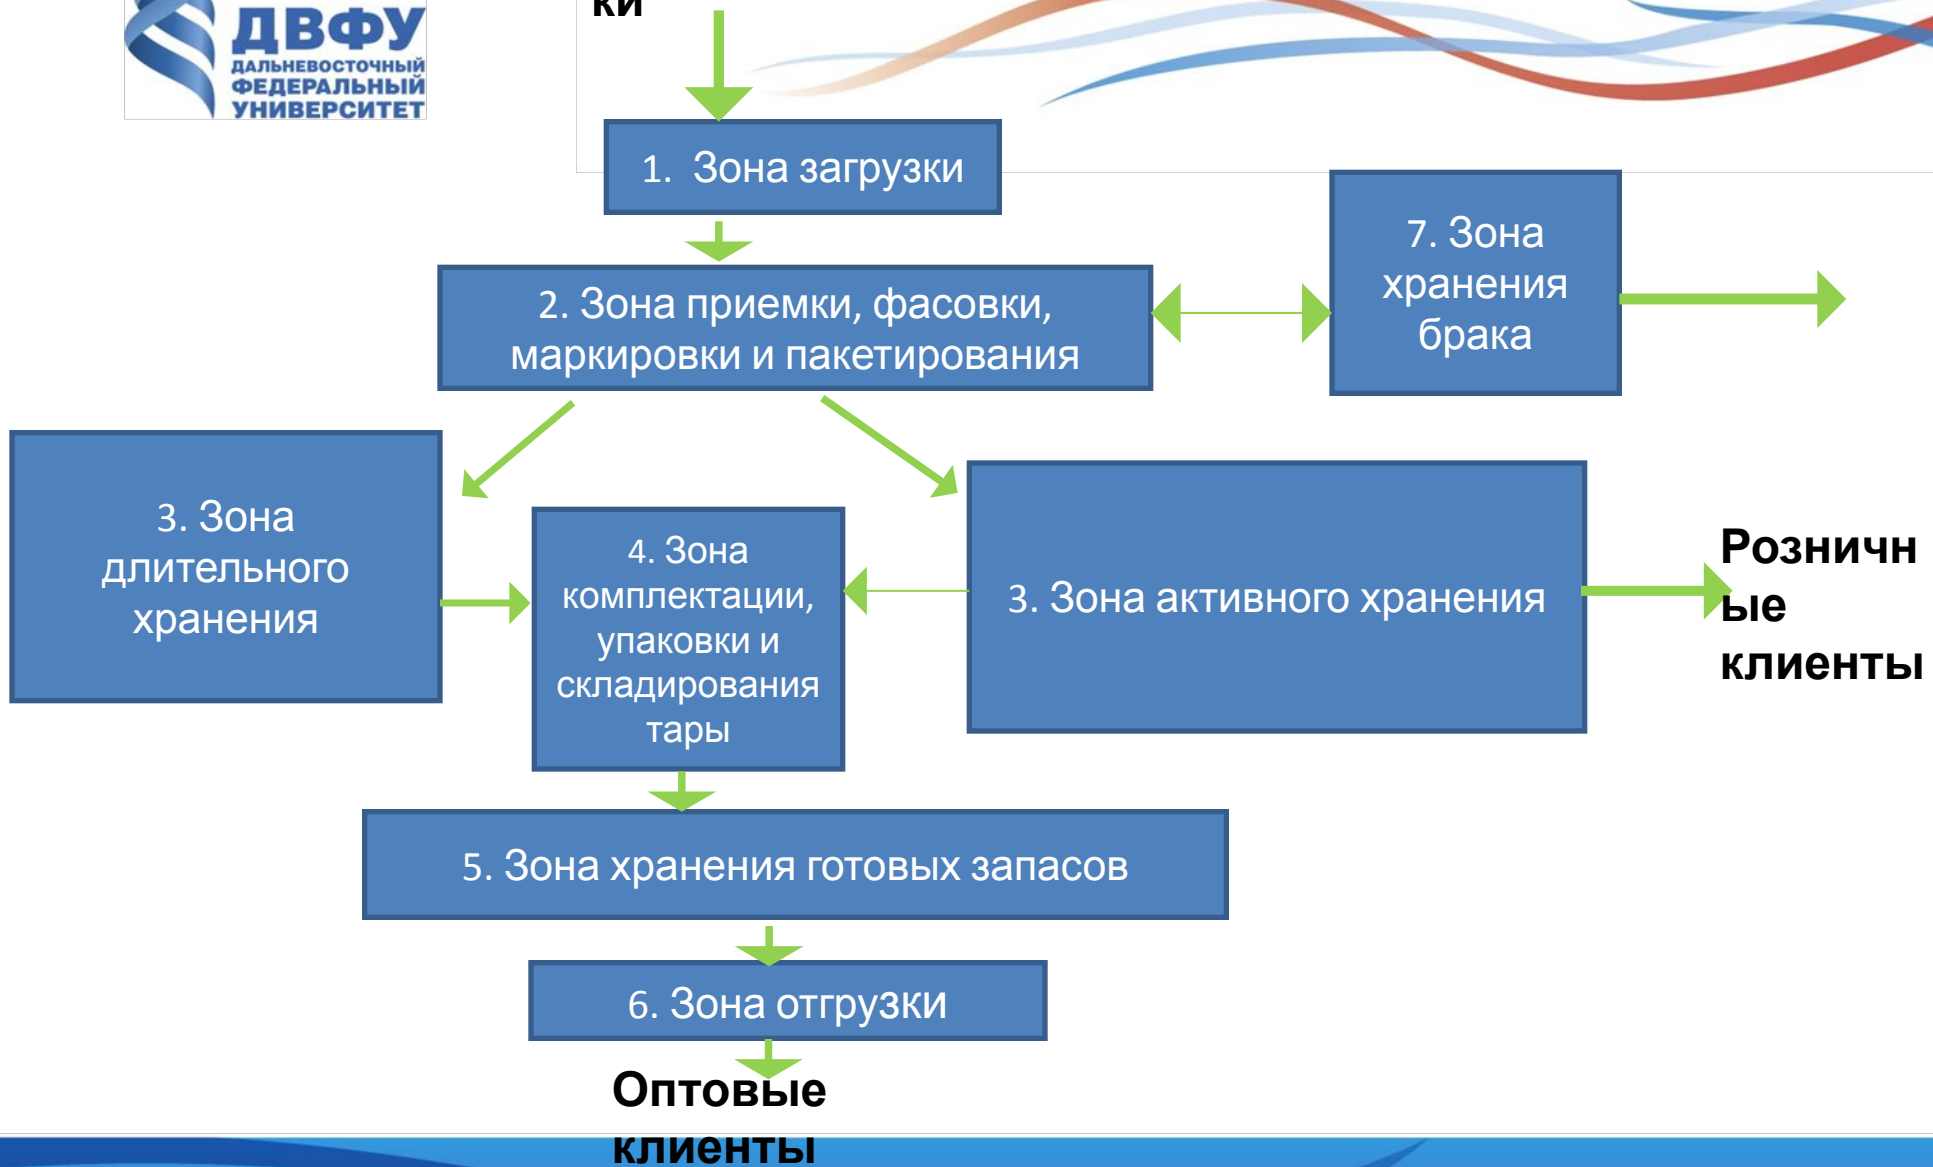 ДВФУ
ДАЛЬНЕВОСТОЧНЫЙ
ФЕДЕРАЛЬНЫЙ
УНИВЕРСИТЕТ
ки
1. Зона загрузки
7. Зона
хранения
брака
2. Зона приемки, фасовки,
маркировки и пакетирования
3. Зона
длительного
хранения
4. Зона
комплектации,
упаковки и
складирования
тары
3. Зона активного хранения
Розничн
ые
клиенты
5. Зона хранения готовых запасов
6. Зона отгрузки
Оптовые
клиенты